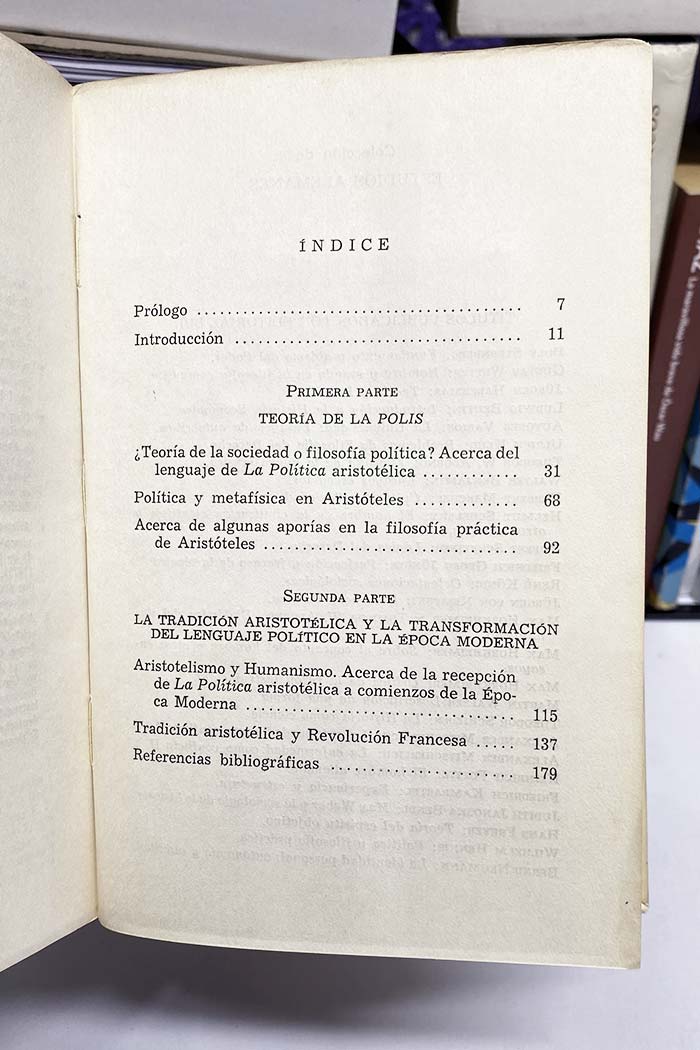 ÍNDICE
Prólogo ........................................ 7
Introducción .................................... 11
PRIMERA PARTE
TEORÍA DE LA POLIS
¿Teoría de la sociedad o filosofía política? Acerca del
lenguaje de La Política aristotélica ............ 31
Política y metafísica en Aristóteles ............. 68
Acerca de algunas aporías en la filosofía práctica
de Aristóteles ............................... 92
SEGUNDA PARTE
LA TRADICIÓN ARISTOTÉLICA Y LA TRANSFORMACIÓN
DEL LENGUAJE POLÍTICO EN LA ÉPOCA MODERNA
Aristotelismo y Humanismo. Acerca de la recepción
de La Política aristotélica a comienzos de la Épo-
ca Moderna ................................. 115
Tradición aristotélica y Revolución Francesa ..... 137
Referencias bibliográficas ....................... 179